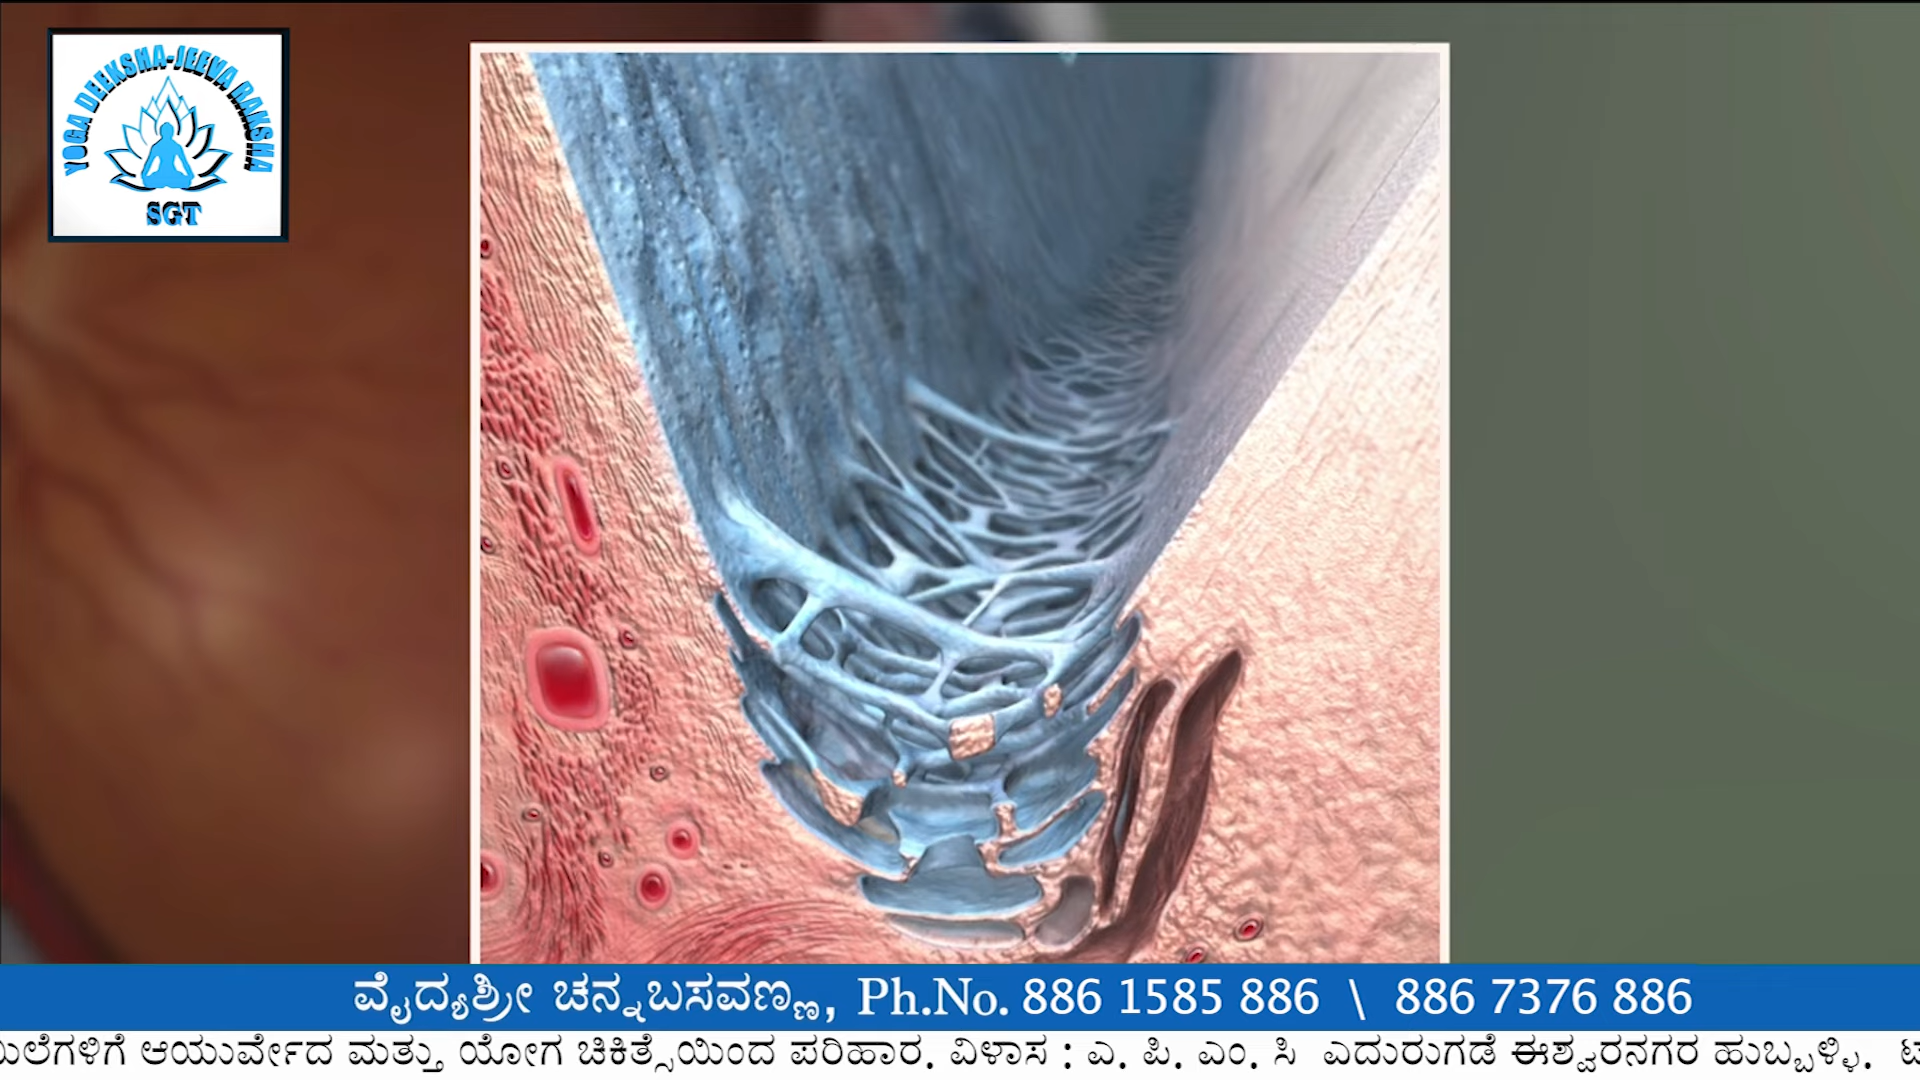 YOGA DEEKSHA-JEEVA RAKSHA
SGT
ವೈದ್ಯಶ್ರೀ ಚನ್ನಬಸವಣ್ಣ, Ph.No. 886 1585 886 \ 886 7376 886
ಆಯುರ್ವೇದ ಮತ್ತು ಯೋಗ ಚಿಕಿತ್ಸೆಯಿಂದ ಪರಿಹಾರ. ವಿಳಾಸ : ಎ. ಪಿ. ಎಂ. ಸಿ ಎದುರುಗಡೆ ಈಶ್ವರನಗರ ಹುಬ್ಬಳ್ಳಿ.